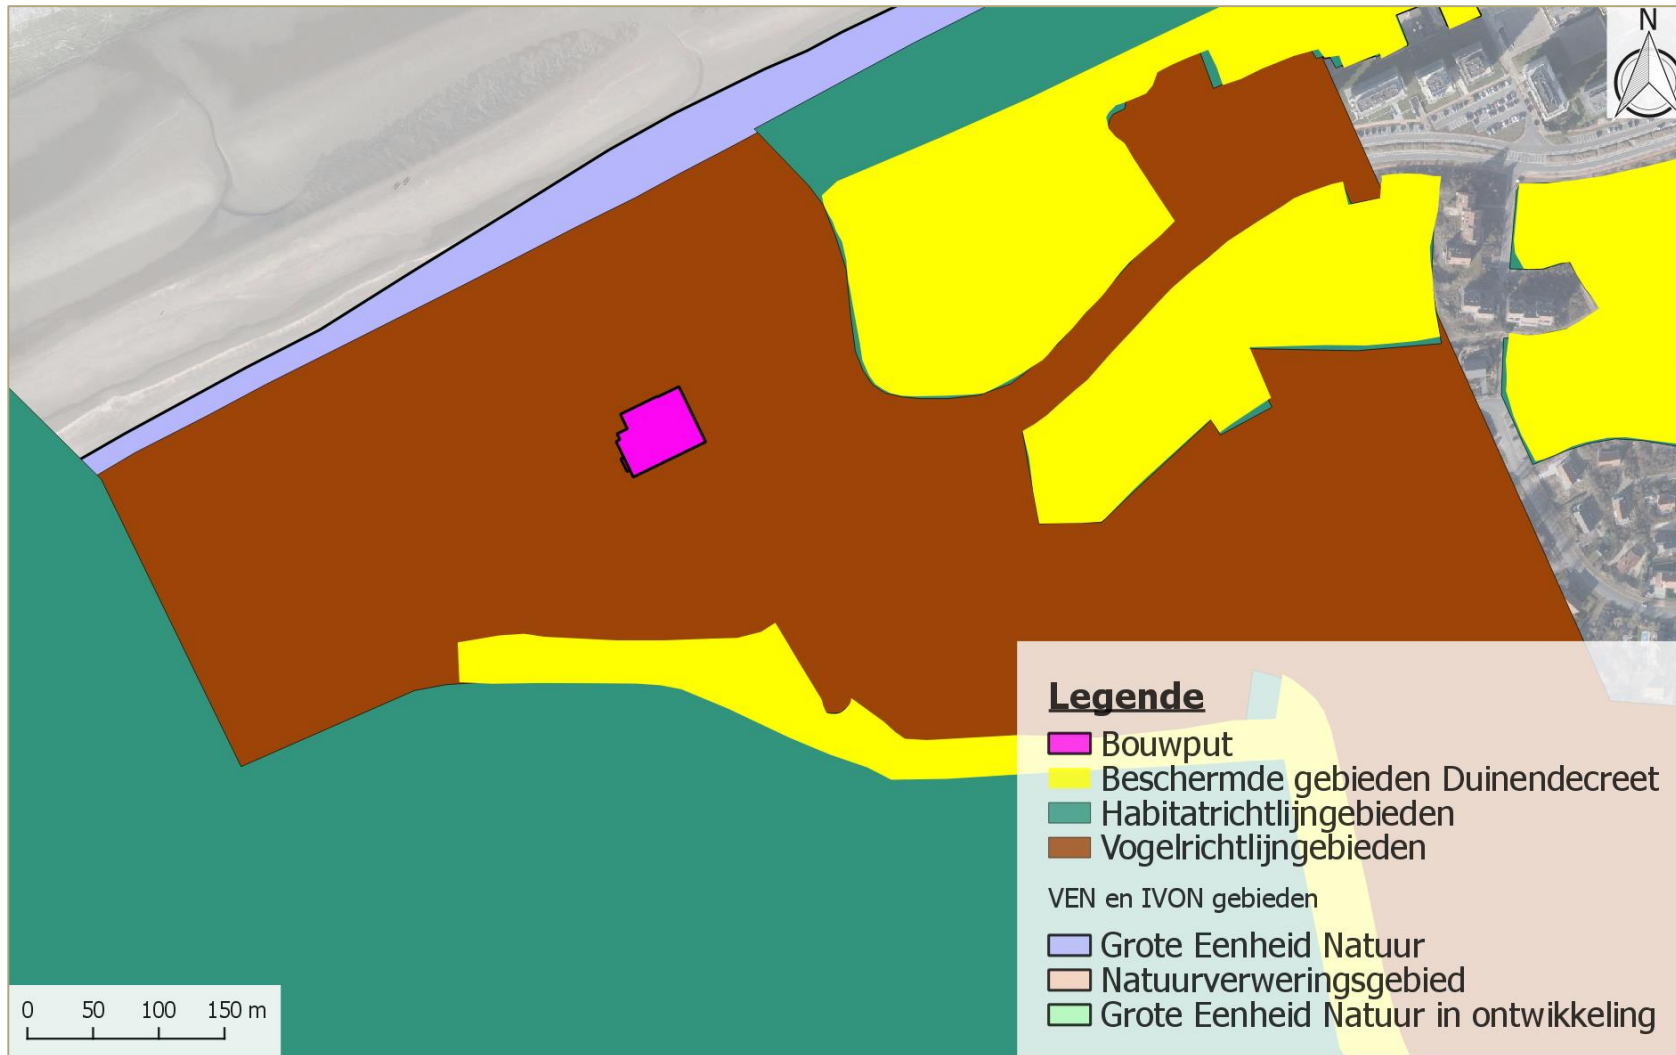 N
Legende
Bouwput
Beschermde gebieden Duinendecreet
Habitatrichtlijngebieden
Vogelrichtlijngebieden
VEN en IVON gebieden
Grote Eenheid Natuur
Natuurverweringsgebied
Grote Eenheid Natuur in ontwikkeling
0 50 100 150 m